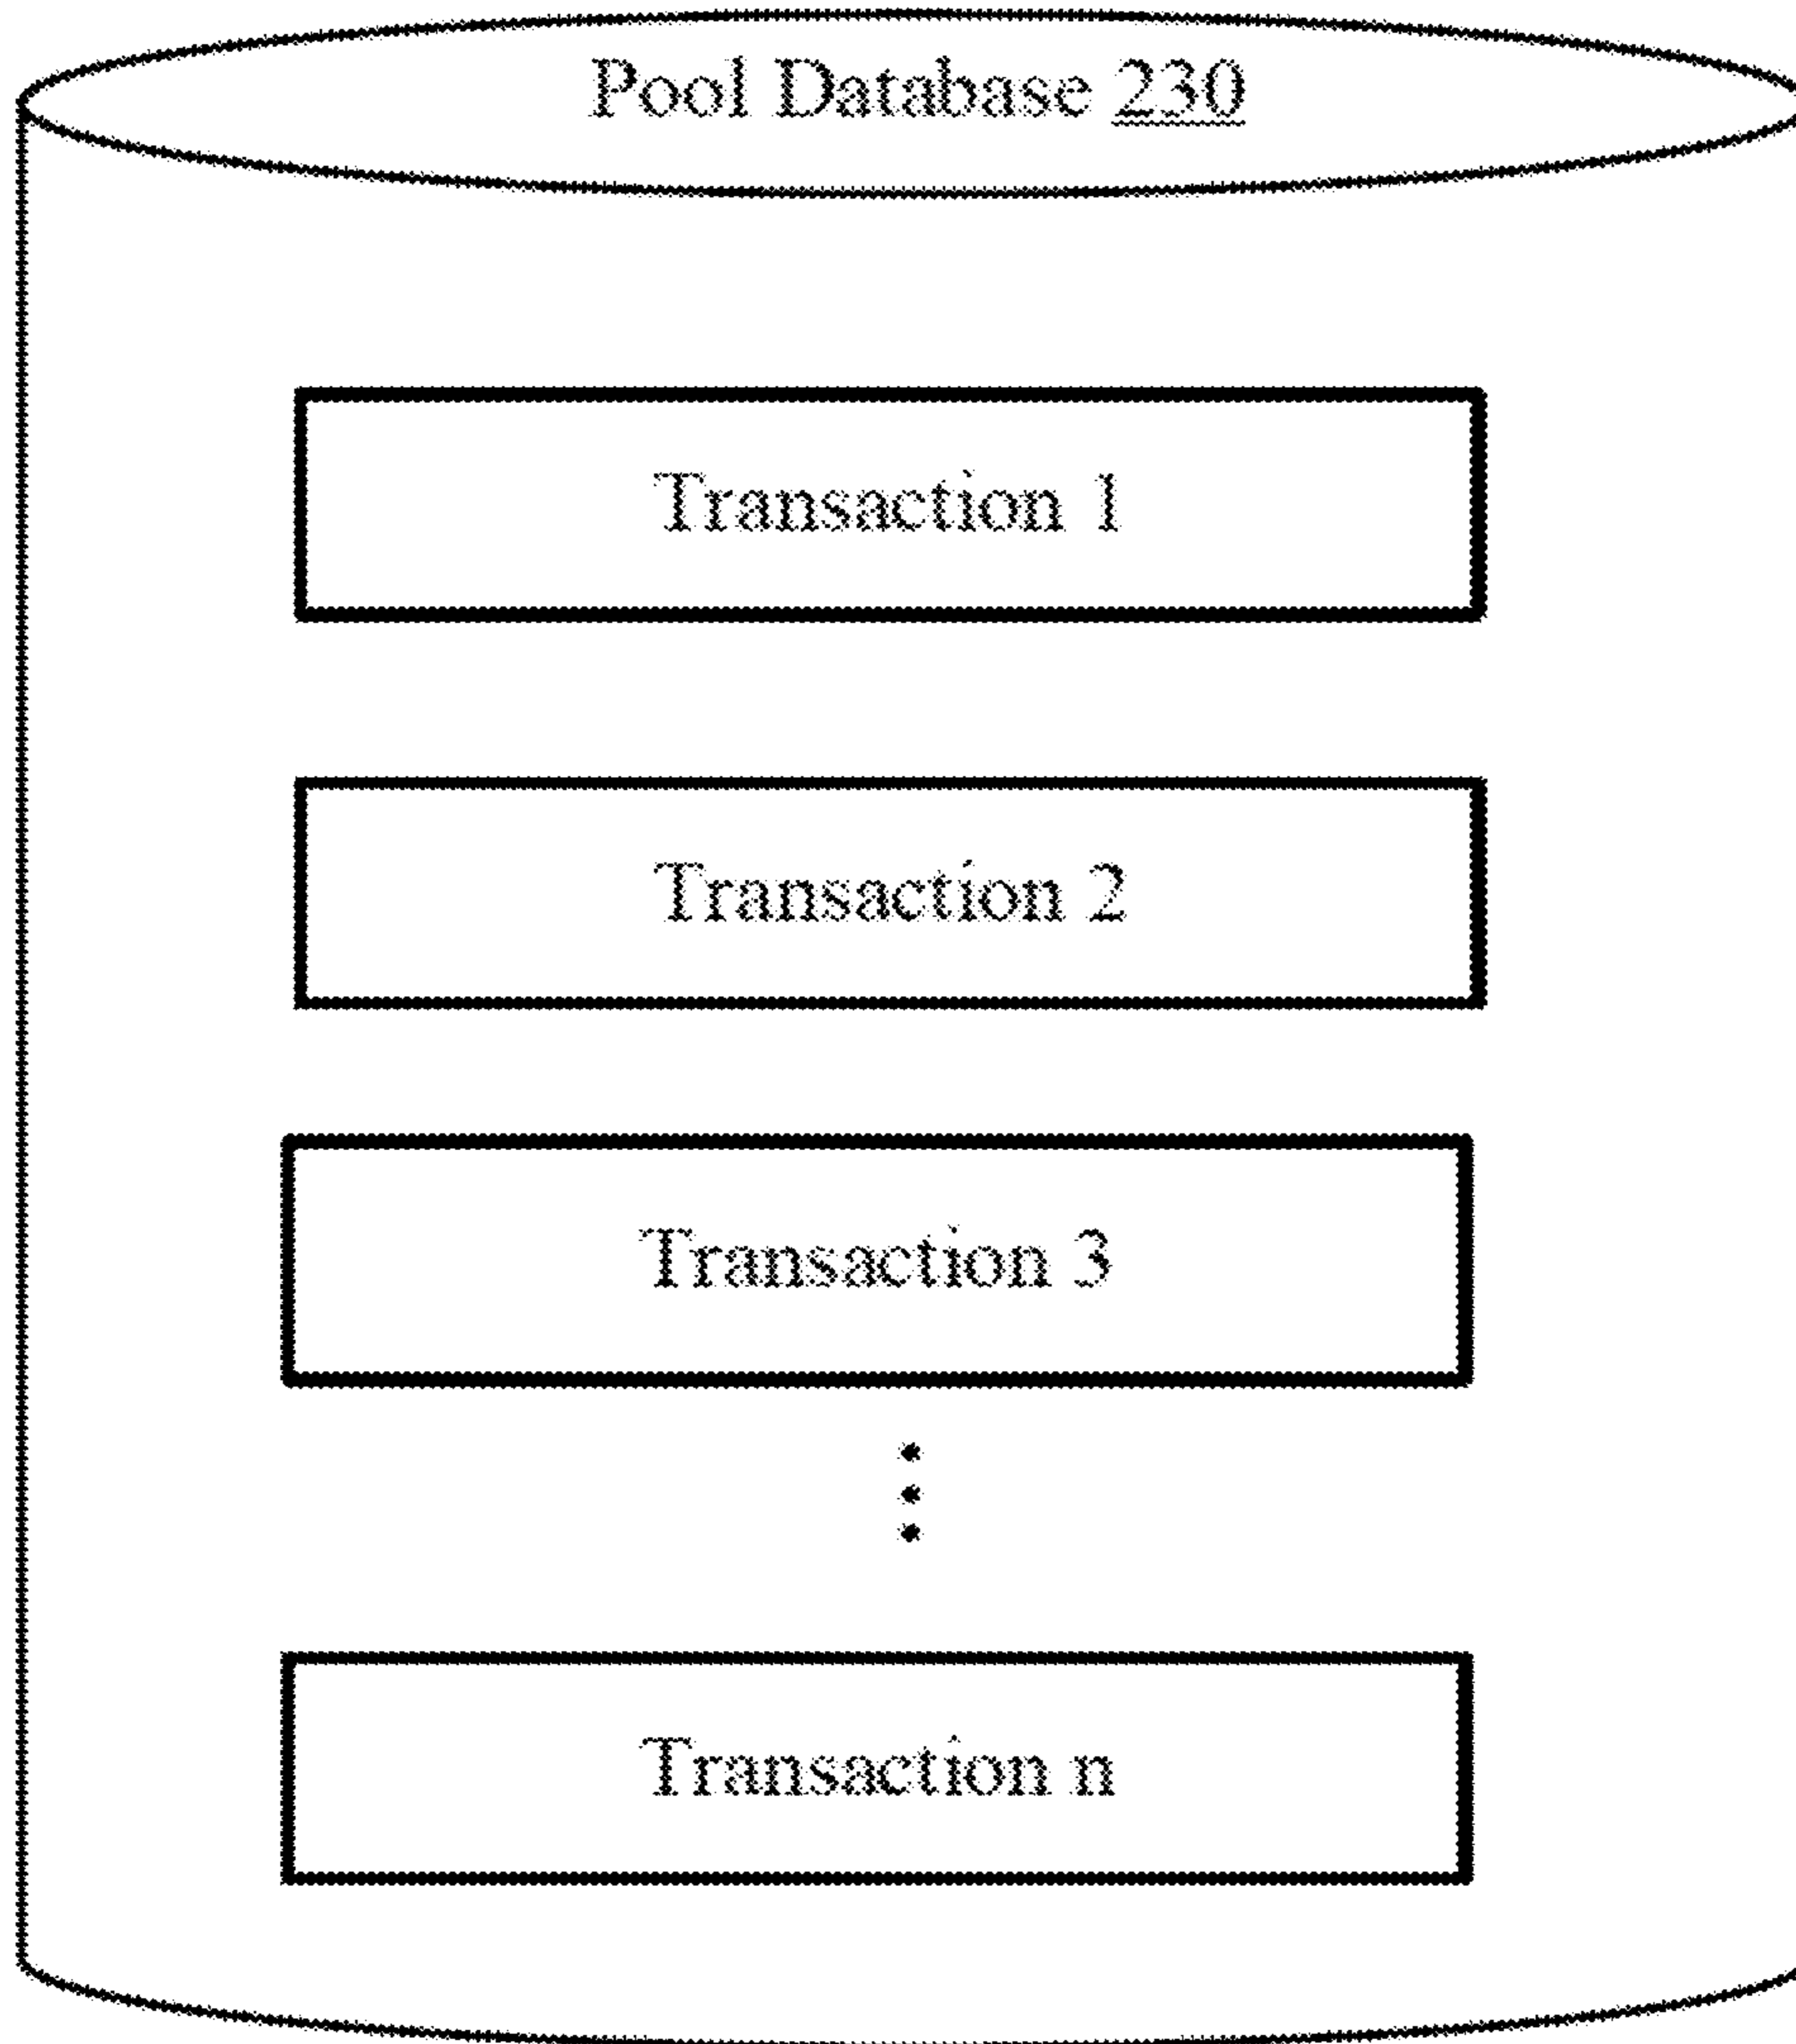 Pool Database 230
Transaction 1
Transaction 2
Transaction 3
Transaction n